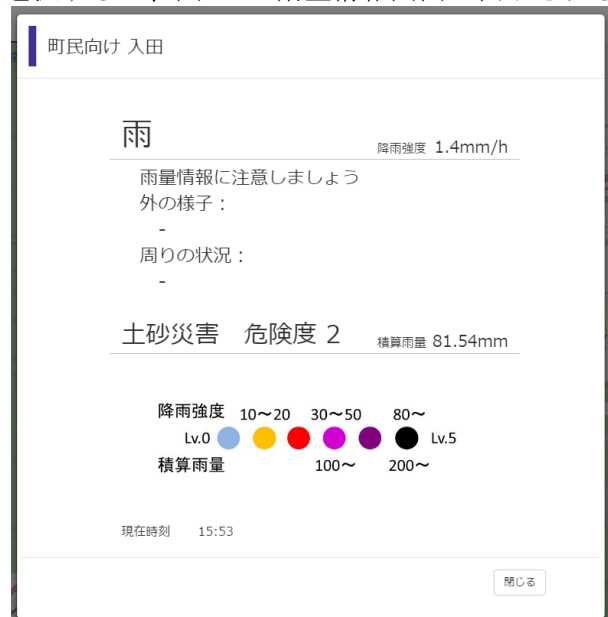 町民向け 入田
雨
降雨強度 1.4mm/h
雨量情報に注意しましょう
外の様子：
-
周りの状況：
-
土砂災害　危険度 2
積算雨量 81.54mm
降雨強度 10～20 30～50 80～
Lv.0 Lv.5
積算雨量 100～ 200～
現在時刻 15:53
閉じる